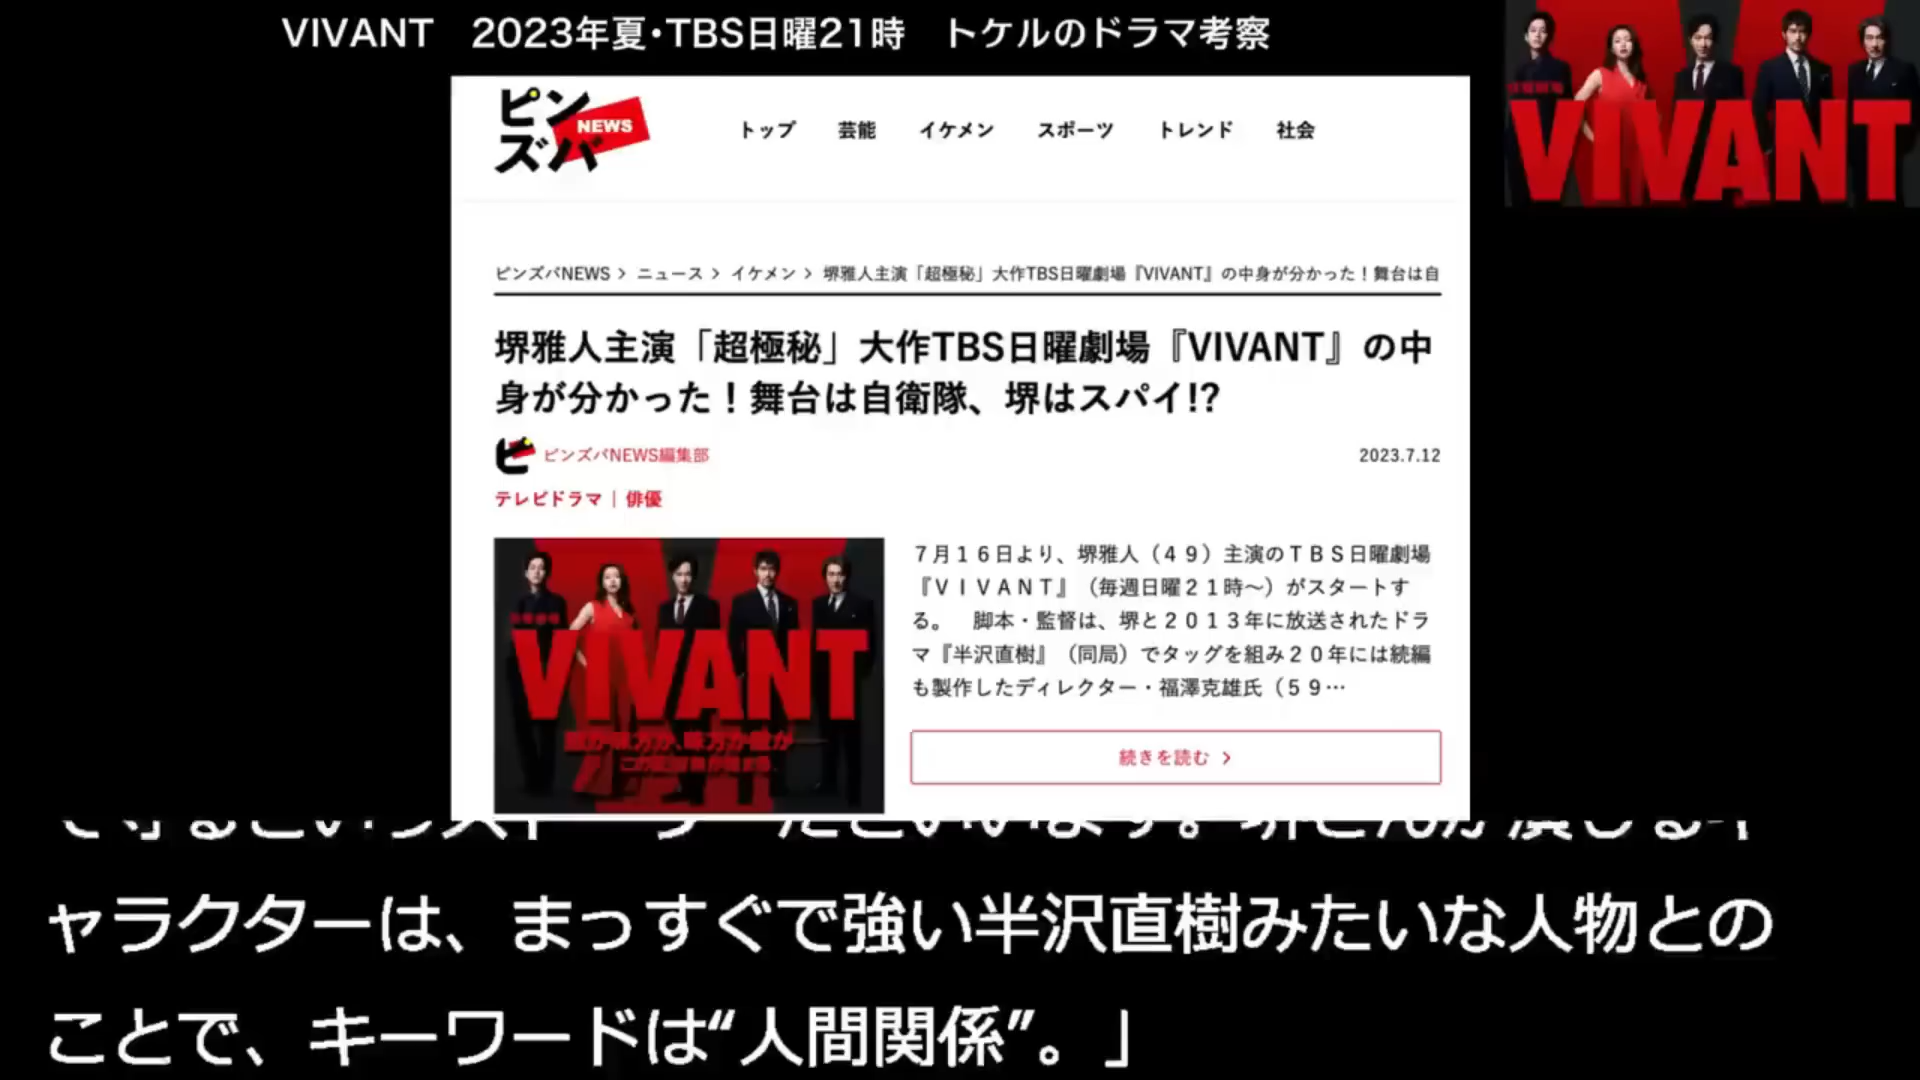 VIVANT 2023年夏･TBS日曜21時 トケルのドラマ考察
VIVANT
ピンズバ NEWS
トップ 芸能 イケメン スポーツ トレンド 社会
ピンズバNEWS > ニュース > イケメン > 堺雅人主演「超極秘」大作TBS日曜劇場『VIVANT』の中身が分かった！舞台は自
堺雅人主演「超極秘」大作TBS日曜劇場『VIVANT』の中
身が分かった！舞台は自衛隊、堺はスパイ!?
ピンズバNEWS編集部
2023.7.12
テレビドラマ | 俳優
VIVANT
７月１６日より、堺雅人（４９）主演のＴＢＳ日曜劇場
『ＶＩＶＡＮＴ』（毎週日曜２１時～）がスタートす
る。 脚本・監督は、堺と２０１３年に放送されたドラ
マ『半沢直樹』（同局）でタッグを組み２０年には続編
も製作したディレクター・福澤克雄氏（５９…
続きを読む >
ャラクターは、まっすぐで強い半沢直樹みたいな人物との
ことで、キーワードは“人間関係”。」